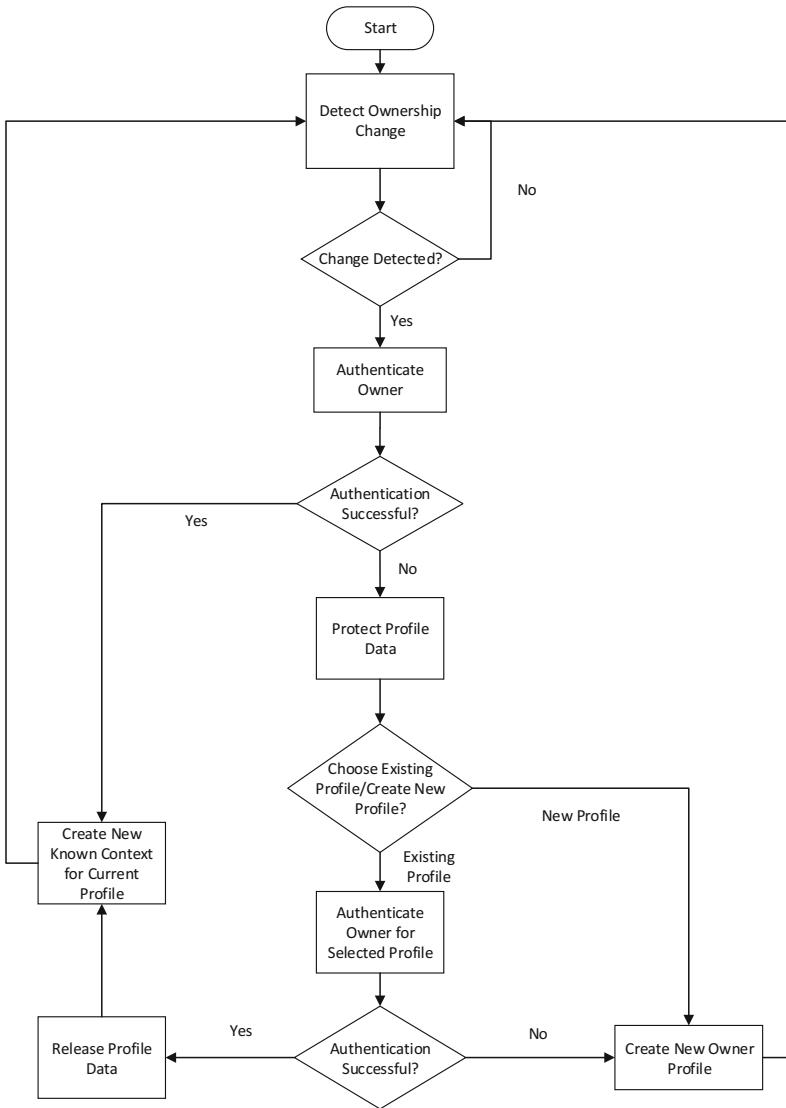 Start
Detect Ownership
Change
No
Change Detected?
Yes
Authenticate
Owner
Authentication
Successful?
Yes
No
Protect Profile
Data
Choose Existing
Profile/Create New
Profile?
New Profile
Create New
Known Context
for Current
Profile
Existing
Profile
Authenticate
Owner for
Selected Profile
Release Profile
Data
Yes
Authentication
Successful?
No
Create New Owner
Profile